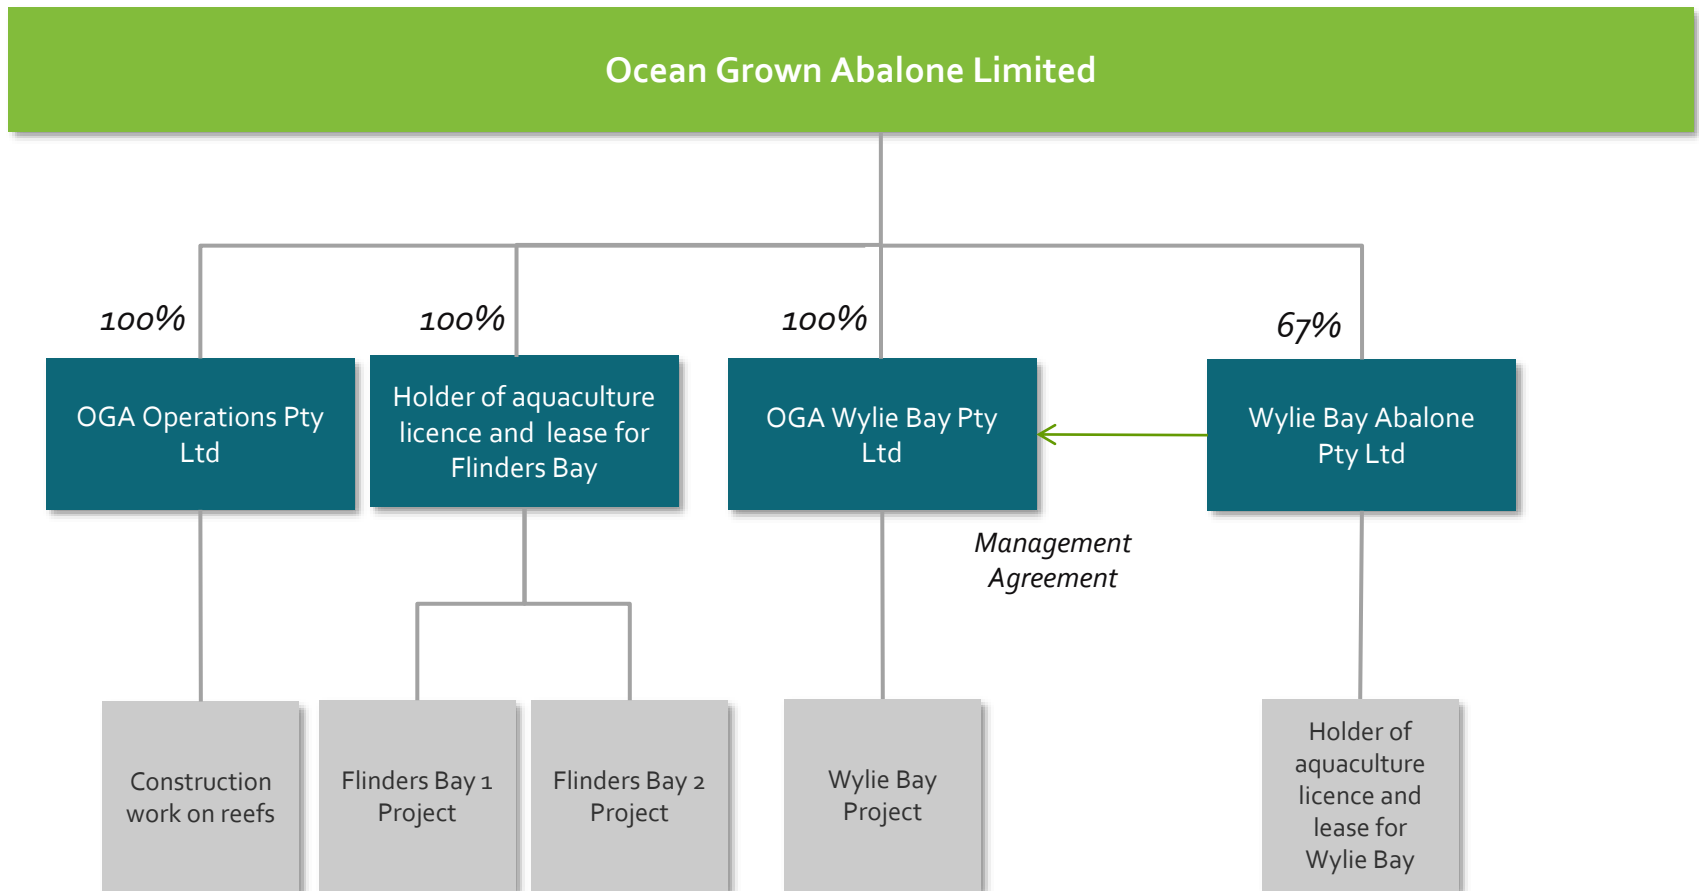 Ocean Grown Abalone Limited
100%
100%
100%
67%
OGA Operations Pty
Ltd
Holder of aquaculture
licence and lease for
Flinders Bay
OGA Wylie Bay Pty
Ltd
Wylie Bay Abalone
Pty Ltd
Management
Agreement
Construction
work on reefs
Flinders Bay 1
Project
Flinders Bay 2
Project
Wylie Bay
Project
Holder of
aquaculture
licence and
lease for
Wylie Bay